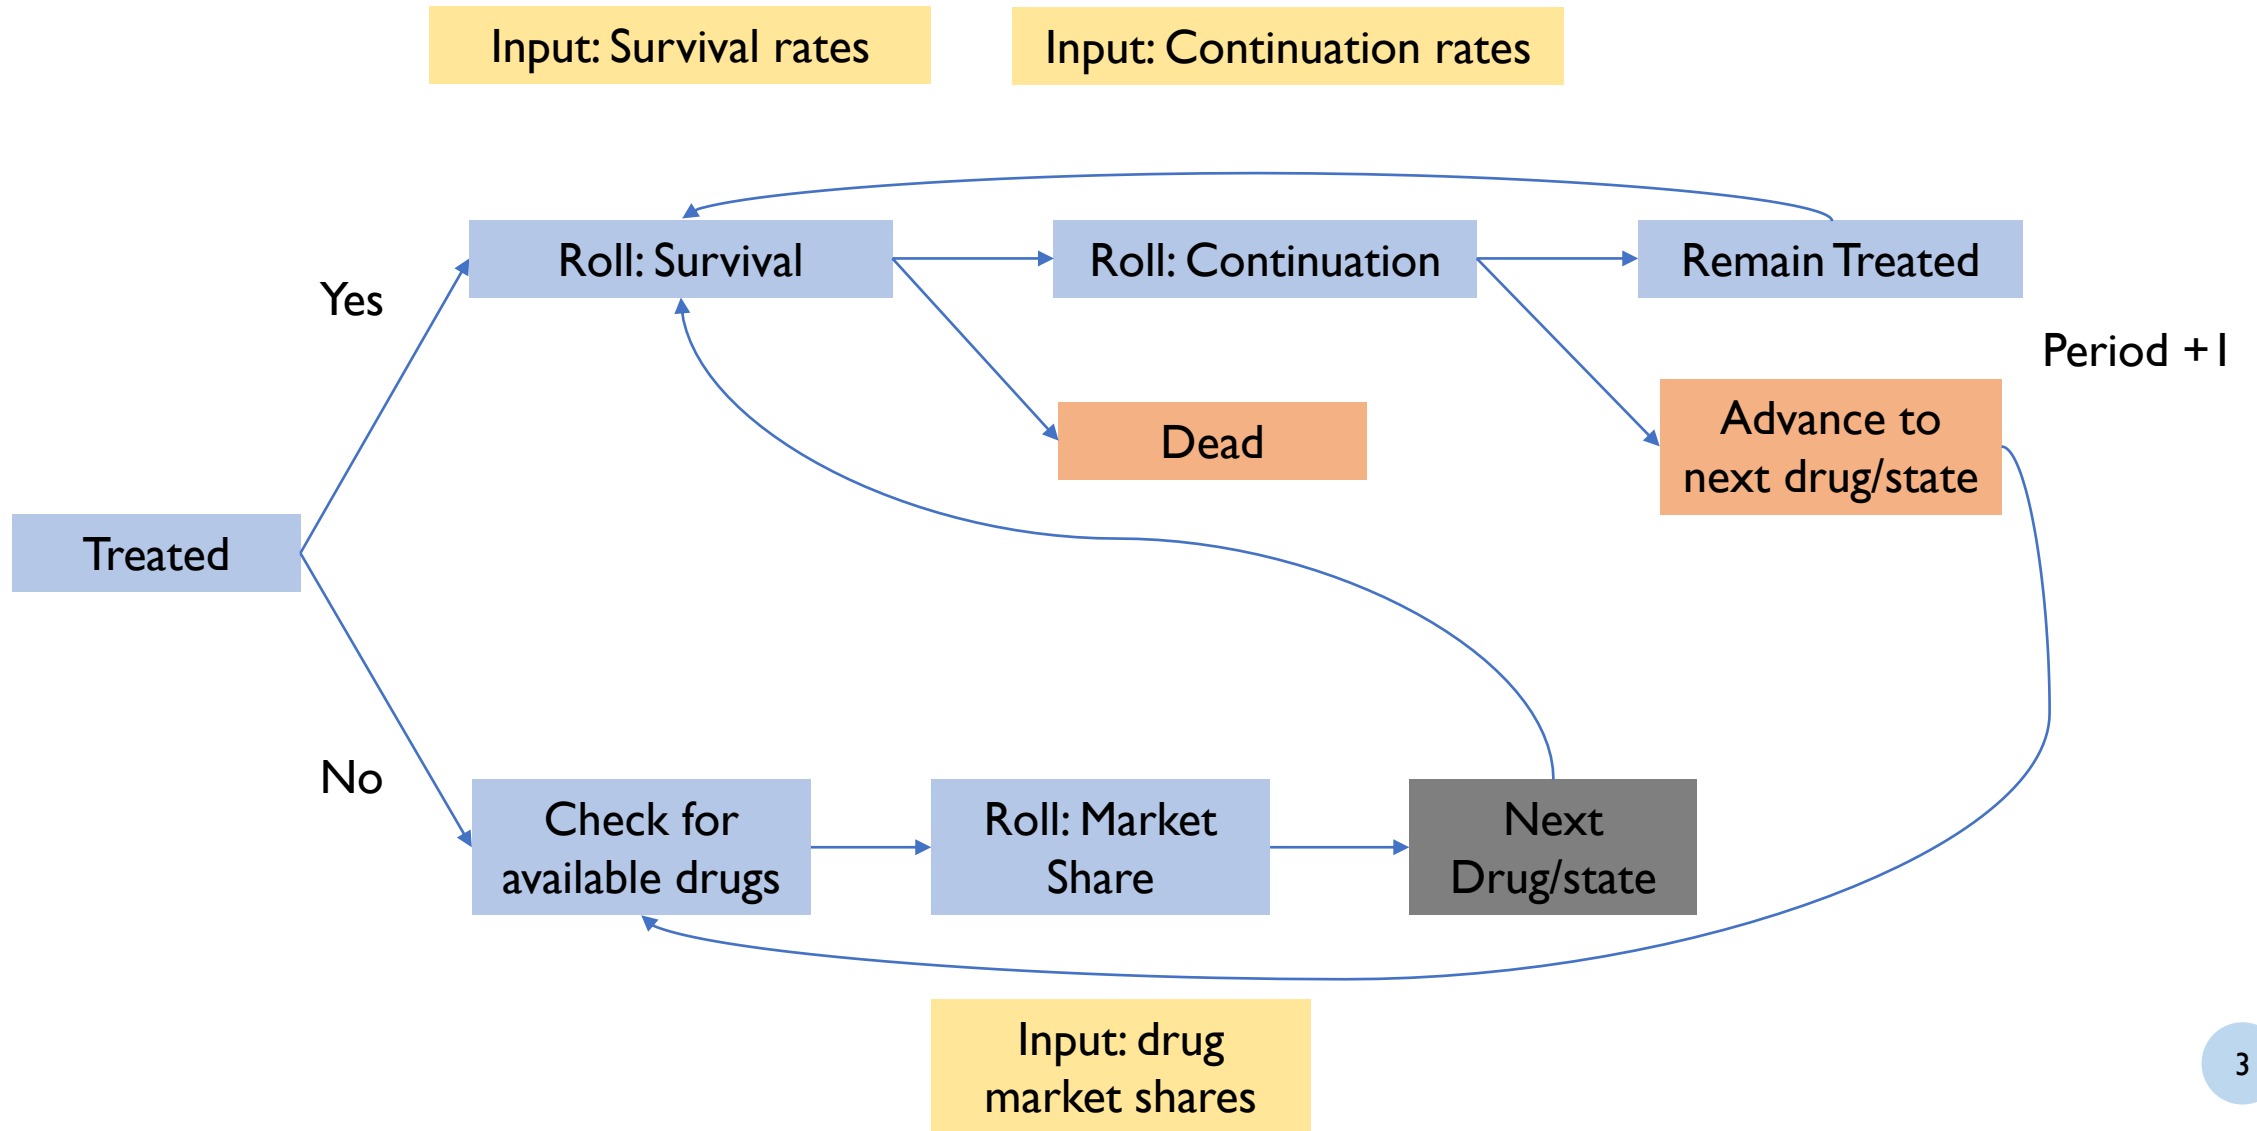 Input: Survival rates
Input: Continuation rates
Roll: Survival
Roll: Continuation
Remain Treated
Yes
Period +1
Advance to
next drug/state
Dead
Treated
No
Check for
available drugs
Roll: Market
Share
Next
Drug/state
Input: drug
market shares
3